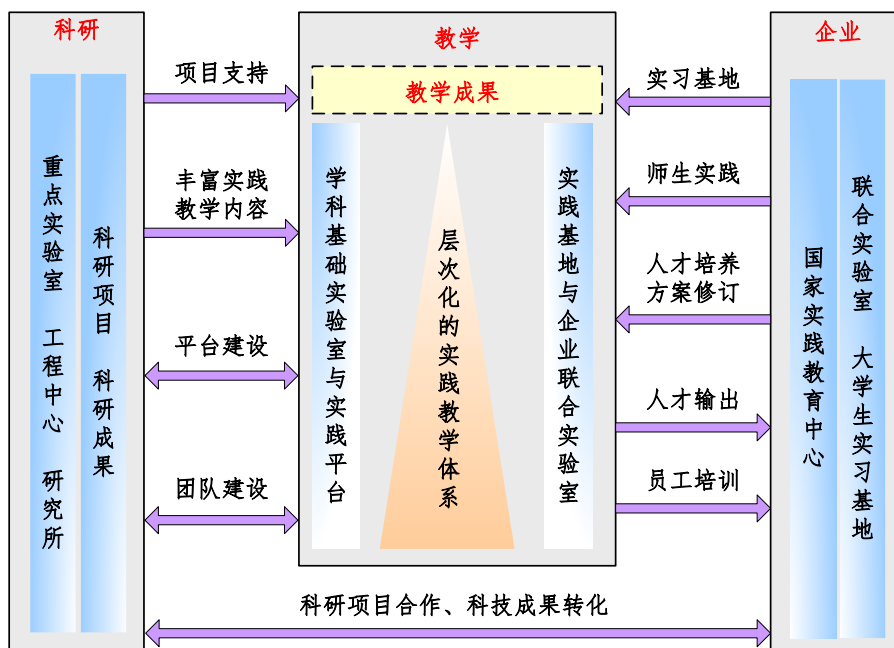 科研
教学
企业
重点实验室 工程中心 研究所
科研项目 科研成果
项目支持
丰富实践
教学内容
平台建设
团队建设
教学成果
学科基础实验室与实践平台
层次化的实践教学体系
实践基地与企业联合实验室
实习基地
师生实践
人才培养
方案修订
人才输出
员工培训
国家实践教育中心
联合实验室 大学生实习基地
科研项目合作、科技成果转化